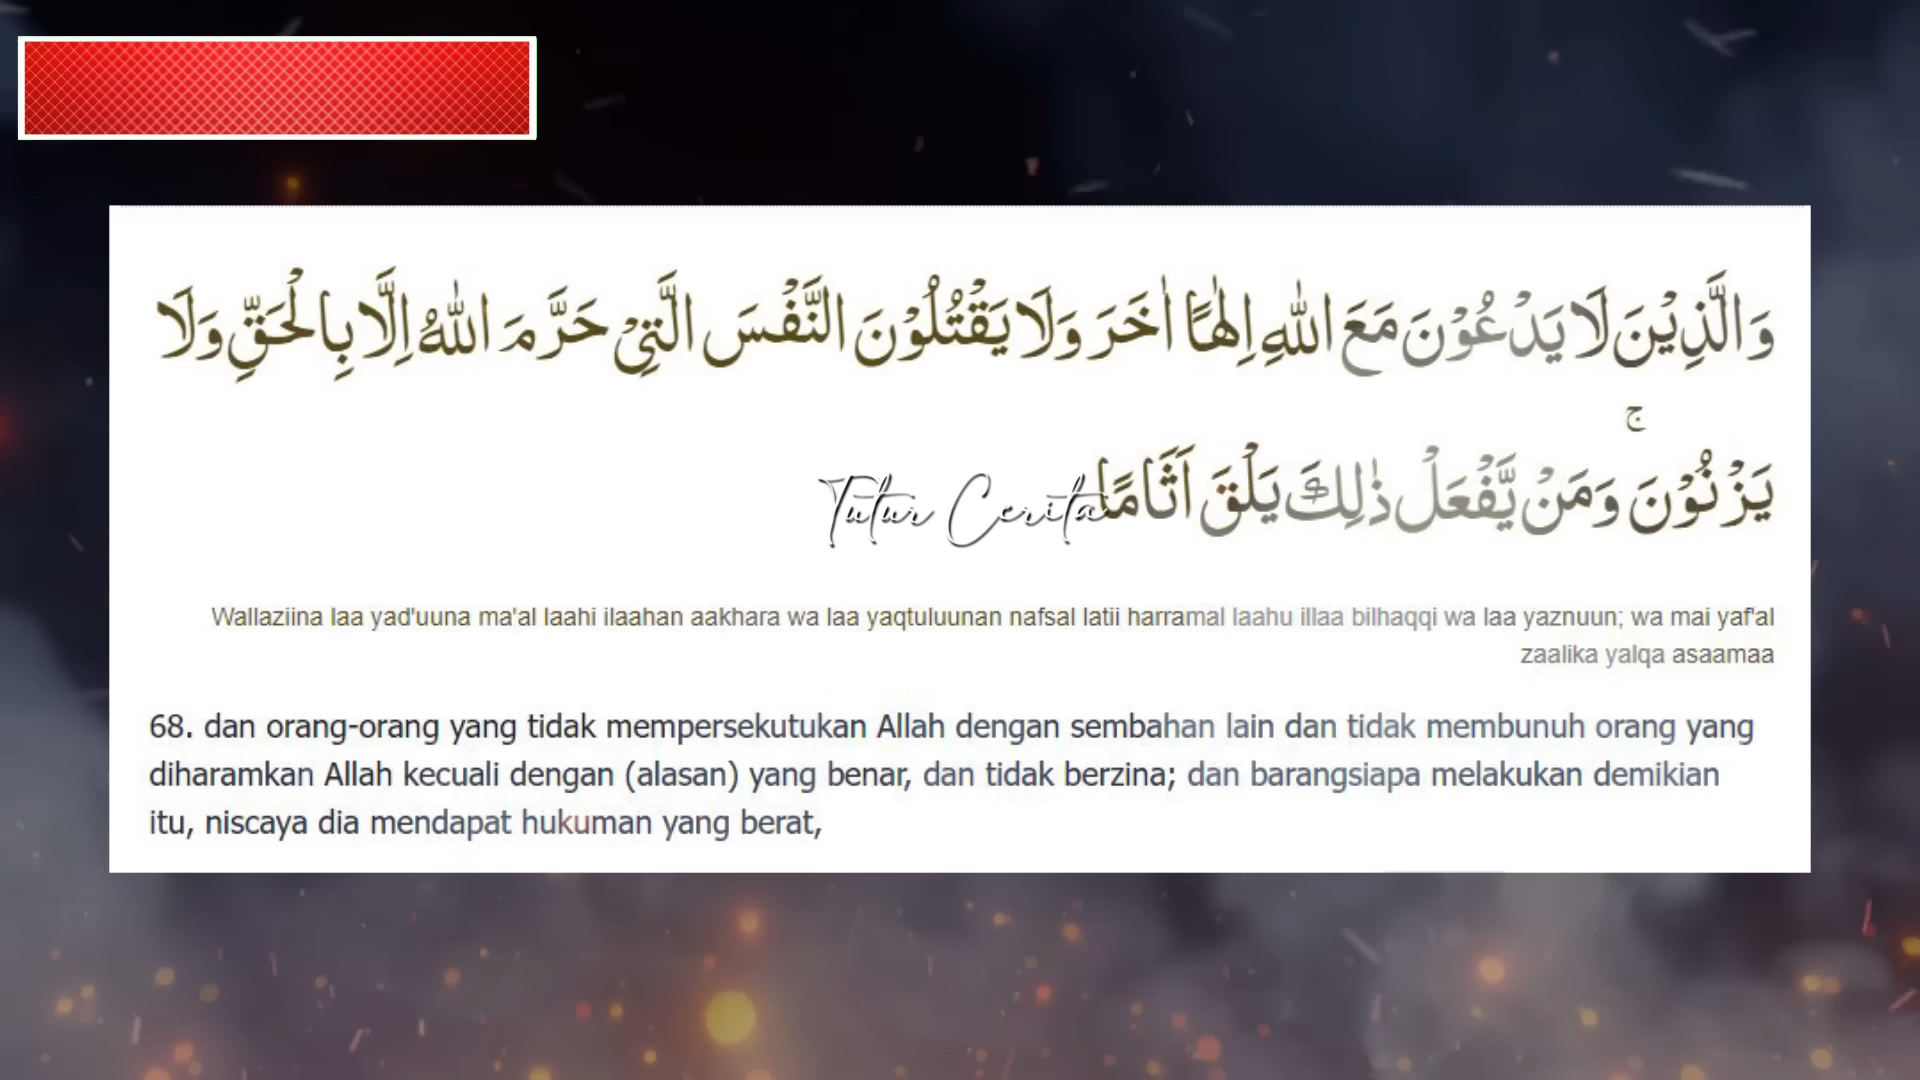 وَالَّذِيْنَ لَا يَدْعُوْنَ مَعَ اللّٰهِ اِلٰهًا اٰخَرَ وَلَا يَقْتُلُوْنَ النَّفْسَ الَّتِيْ حَرَّمَ اللّٰهُ اِلَّا بِالْحَقِّ وَلَا
يَزْنُوْنَ ۚ وَمَنْ يَّفْعَلْ ذٰلِكَ يَلْقَ اَثَامًا
Tutur Cerita
Wallaziina laa yad'uuna ma'al laahi ilaahan aakhara wa laa yaqtuluunan nafsal latii harramal laahu illaa bilhaqqi wa laa yaznuun; wa mai yaf'al
zaalika yalqa asaamaa
68. dan orang-orang yang tidak mempersekutukan Allah dengan sembahan lain dan tidak membunuh orang yang
diharamkan Allah kecuali dengan (alasan) yang benar, dan tidak berzina; dan barangsiapa melakukan demikian
itu, niscaya dia mendapat hukuman yang berat,